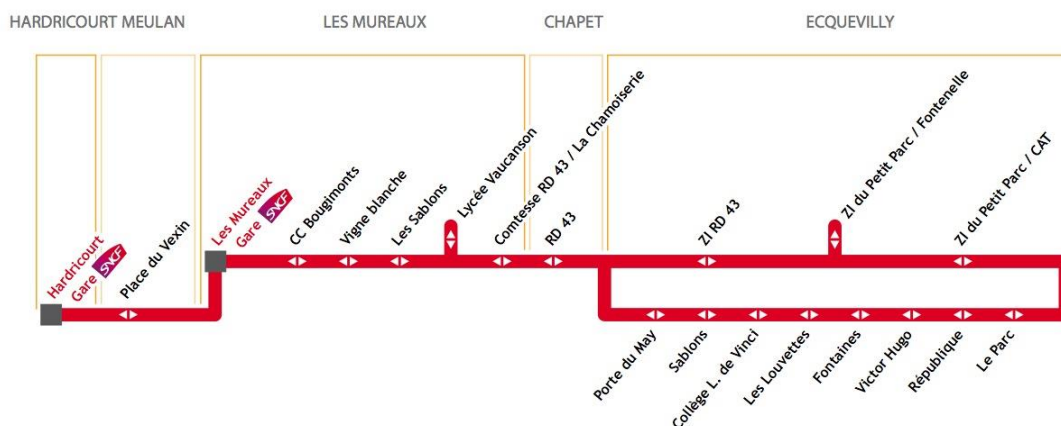 HARDRICOURT MEULAN
LES MUREAUX
CHAPET
ECQUEVILLY
Hardricourt
Gare SNCF
Place du Vexin
Les Mureaux
Gare SNCF
CC Bougimonts
Vigne blanche
Les Sablons
Lycée Vaucanson
Comtesse RD 43 / La Chamoiserie
RD 43
ZI RD 43
ZI du Petit Parc / Fontenelle
ZI du Petit Parc / CAT
Porte du May
Sablons
Collège L. de Vinci
Les Louvettes
Fontaines
Victor Hugo
République
Le Parc